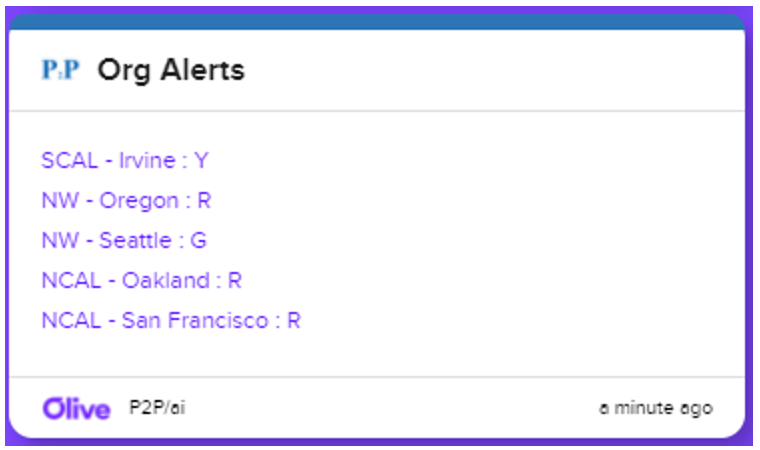 P2P Org Alerts
SCAL - Irvine : Y
NW - Oregon : R
NW - Seattle : G
NCAL - Oakland : R
NCAL - San Francisco : R
Olive P2P/ai a minute ago